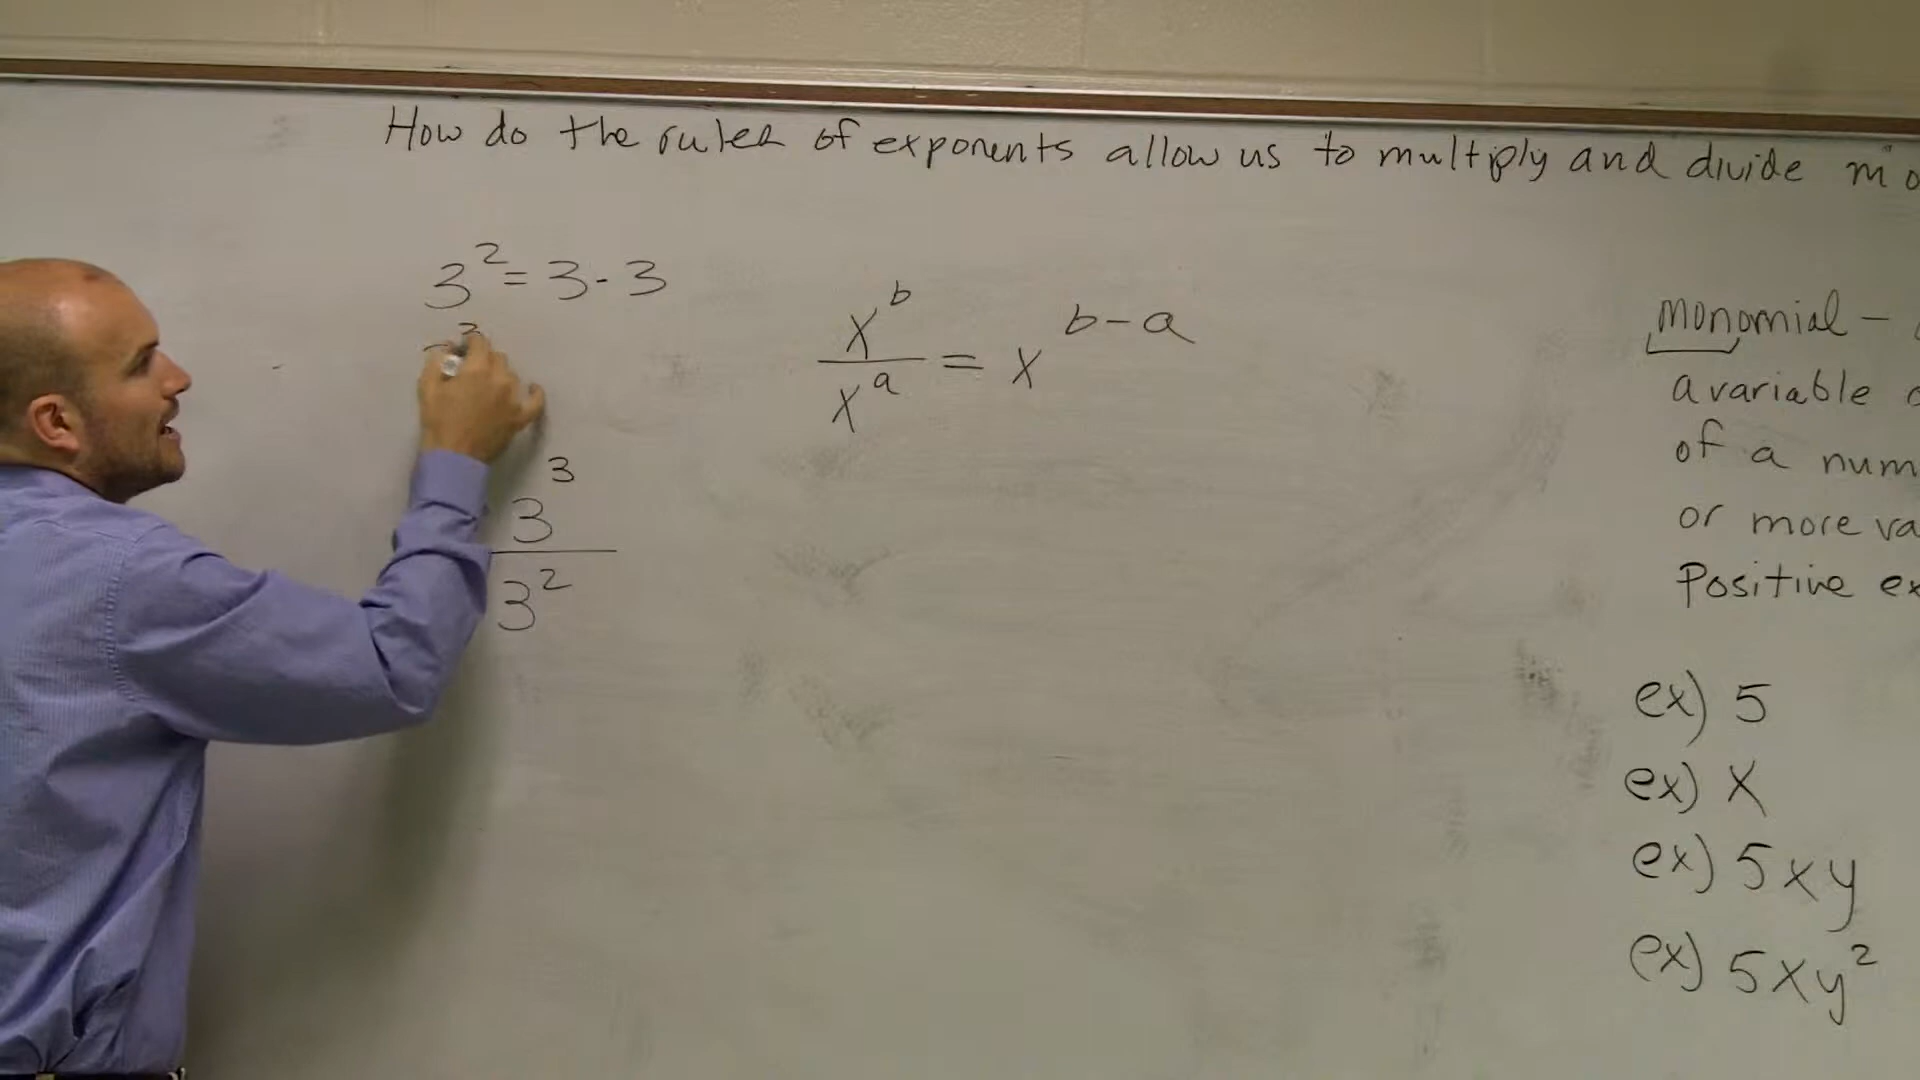 How do the rules of exponents allow us to multiply and divide
3² = 3 · 3
x^b / x^a = x^(b-a)
3³ / 3²
monomial –
a variable
of a
or more
Positive
ex) 5
ex) x
ex) 5xy
ex) 5xy²